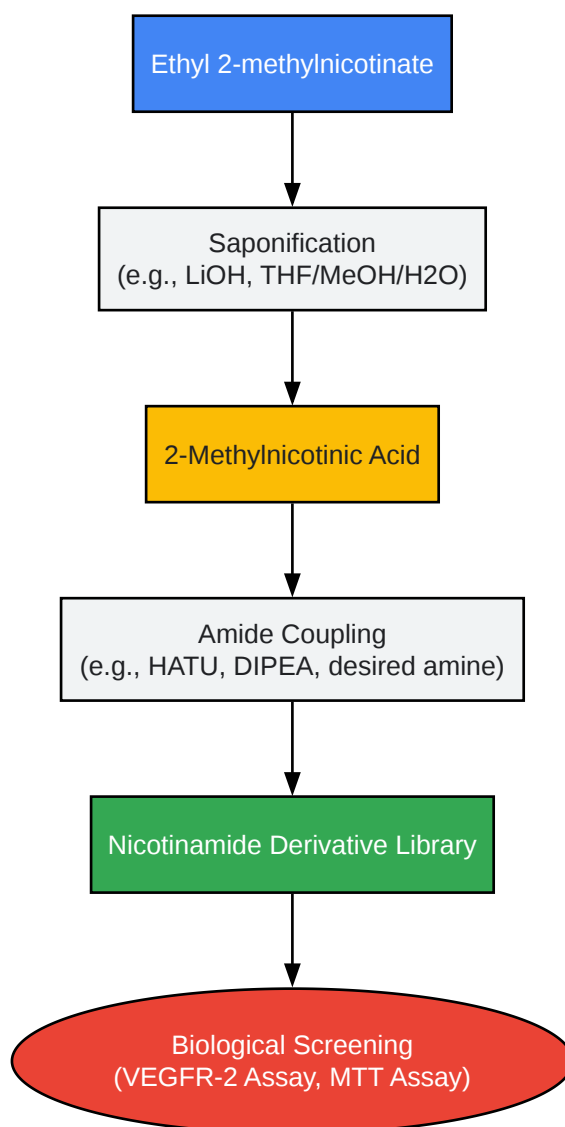 Ethyl 2-methylnicotinate
Saponification
(e.g., LiOH, THF/MeOH/H2O)
2-Methylnicotinic Acid
Amide Coupling
(e.g., HATU, DIPEA, desired amine)
Nicotinamide Derivative Library
Biological Screening
(VEGFR-2 Assay, MTT Assay)